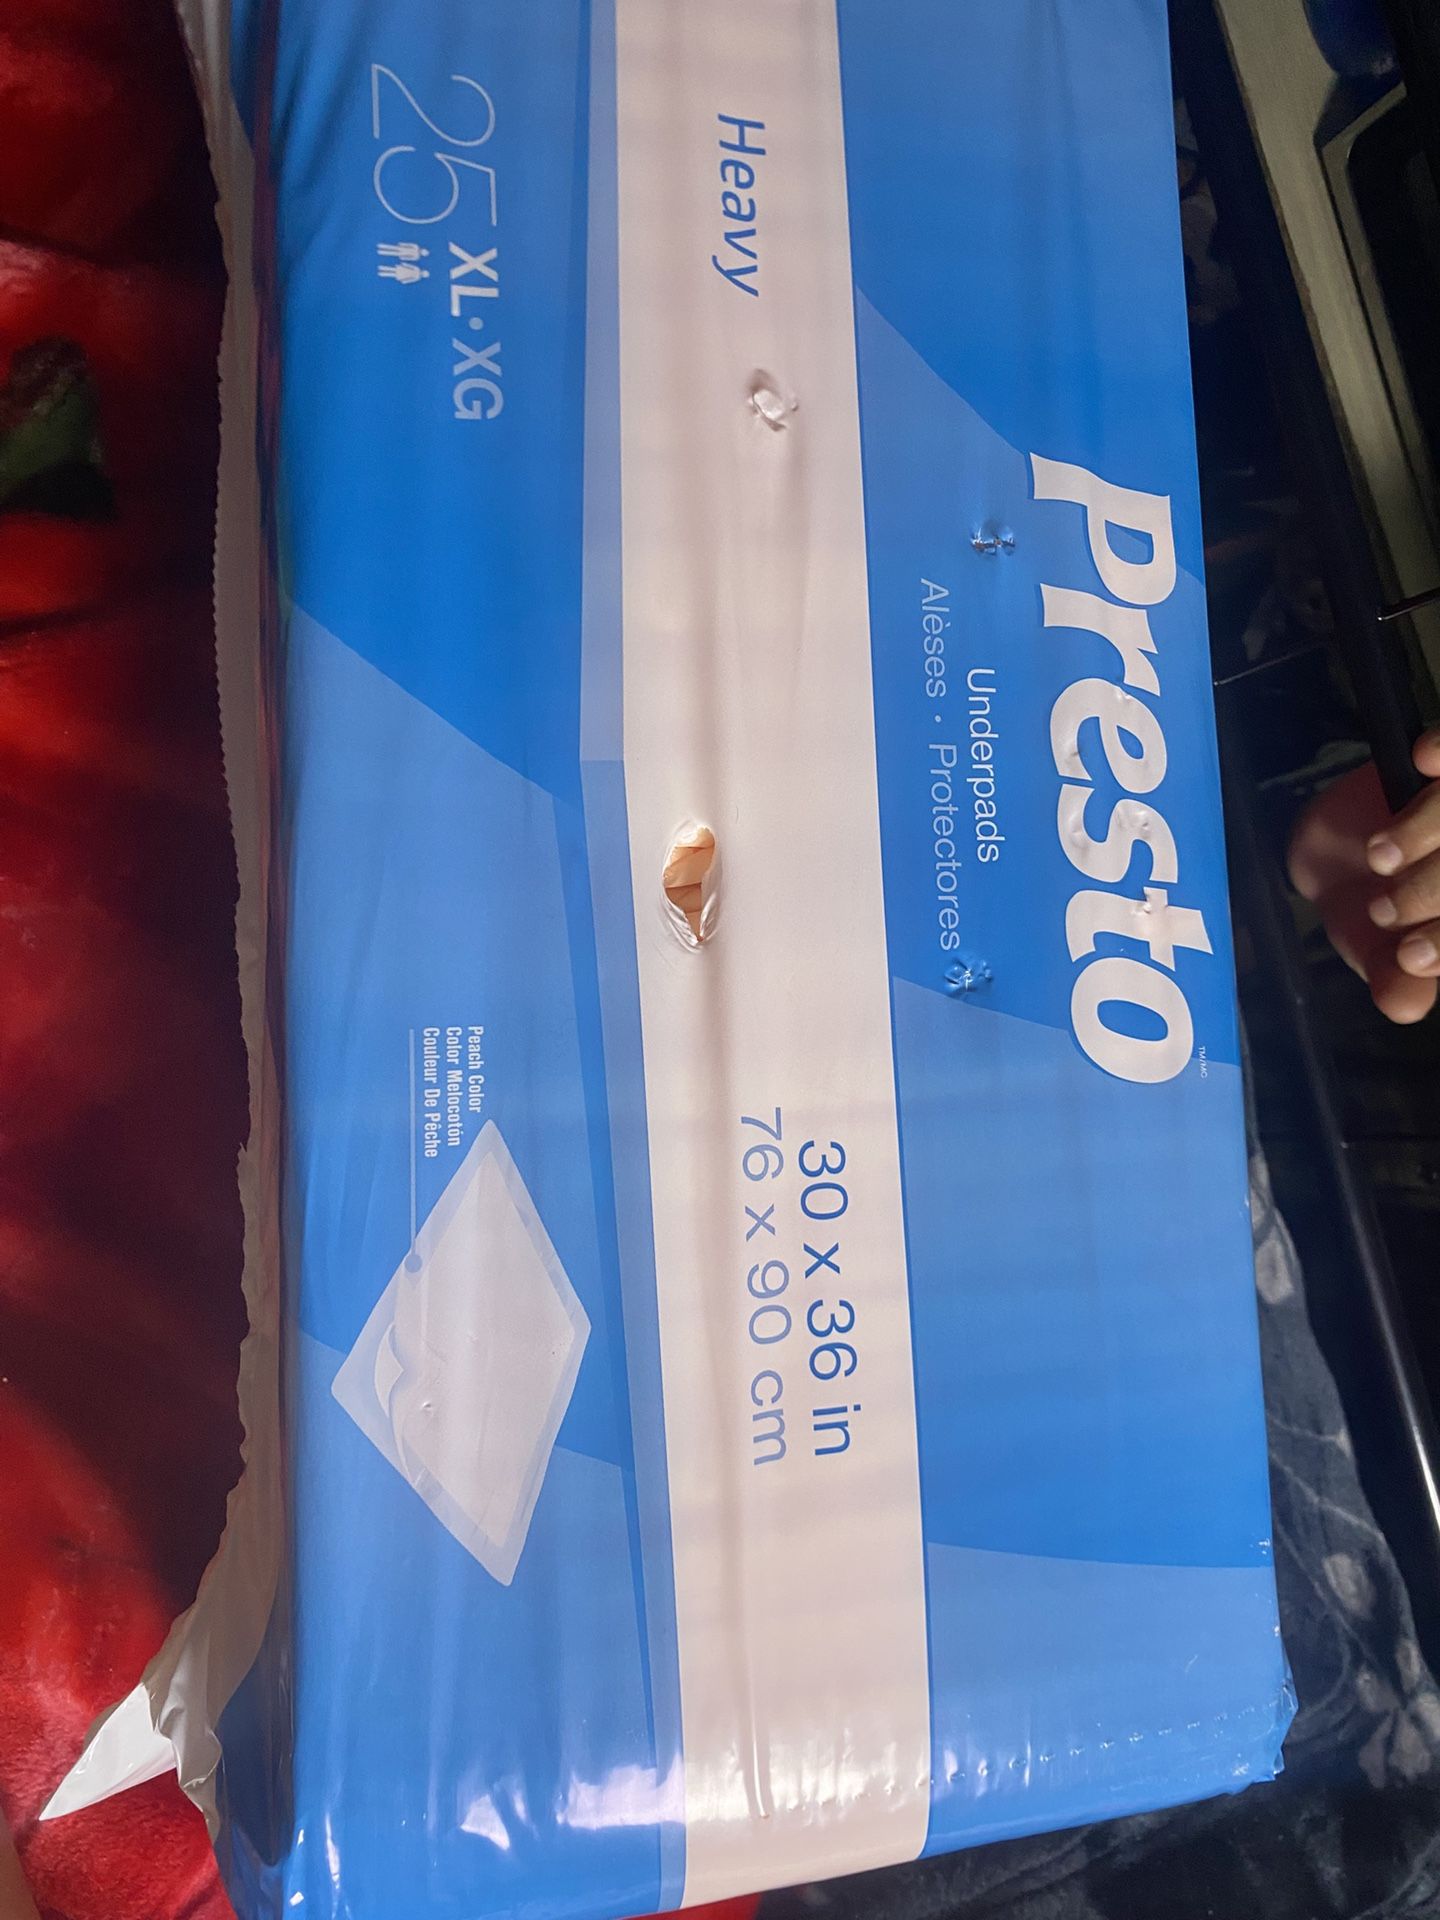 Presto TM/MC
Underpads
Alèses • Protectores
Heavy
30 x 36 in
76 x 90 cm
25 XL•XG
Peach Color
Color Melocotón
Couleur De Pêche